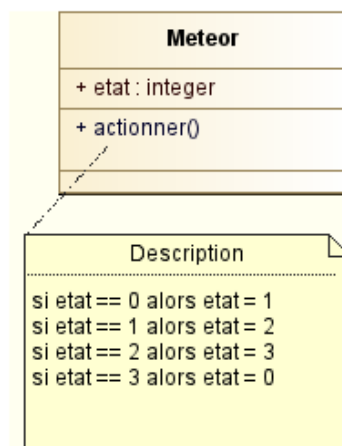 Meteor
+ etat : integer
+ actionner()
Description
si etat == 0 alors etat = 1
si etat == 1 alors etat = 2
si etat == 2 alors etat = 3
si etat == 3 alors etat = 0